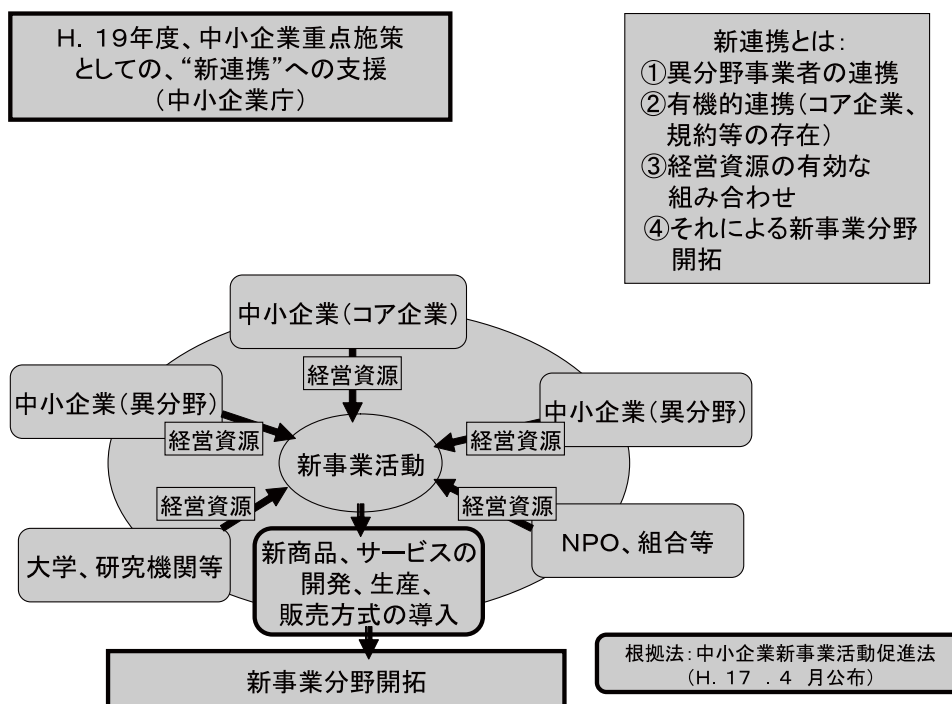 H. 19年度、中小企業重点施策
としての、“新連携”への支援
(中小企業庁)
新連携とは:
①異分野事業者の連携
②有機的連携(コア企業、
規約等の存在)
③経営資源の有効な
組み合わせ
④それによる新事業分野
開拓
中小企業(コア企業)
経営資源
中小企業(異分野)
経営資源
中小企業(異分野)
経営資源
新事業活動
経営資源
大学、研究機関等
経営資源
NPO、組合等
新商品、サービスの
開発、生産、
販売方式の導入
新事業分野開拓
根拠法:中小企業新事業活動促進法
(H. 17 . 4 月公布)